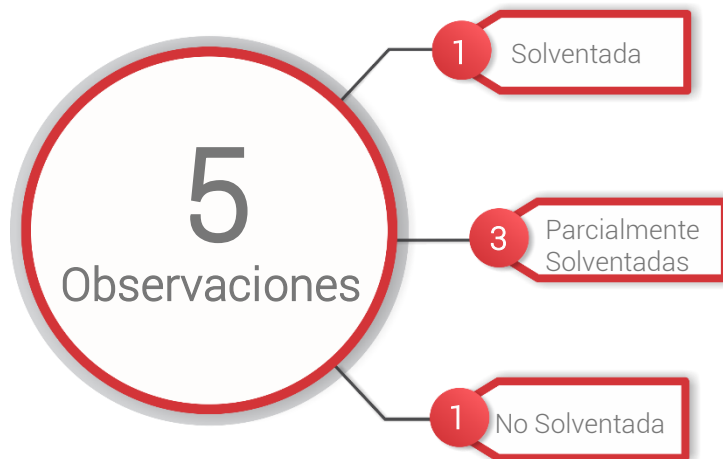 5
Observaciones
1
Solventada
3
Parcialmente
Solventadas
1
No Solventada